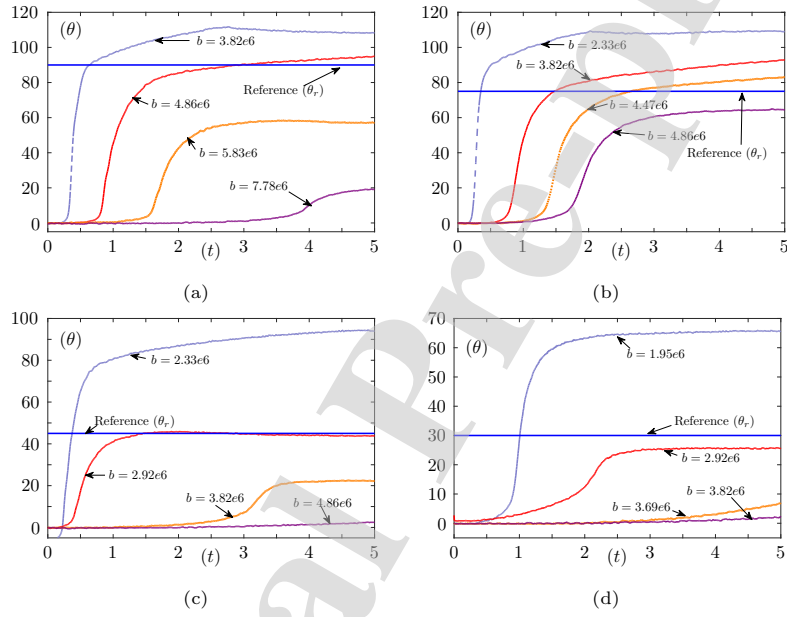 (θ)
120
100
80
60
40
20
0
b = 3.82e6
Reference (θr)
b = 4.86e6
b = 5.83e6
b = 7.78e6
0 1 2 3 4 5
(t)
(a)
(θ)
120
100
80
60
40
20
0
b = 2.33e6
b = 3.82e6
b = 4.47e6
b = 4.86e6
Reference (θr)
0 1 2 3 4 5
(t)
(b)
(θ)
100
80
60
40
20
0
b = 2.33e6
Reference (θr)
b = 2.92e6
b = 3.82e6
b = 4.86e6
0 1 2 3 4 5
(t)
(c)
(θ)
70
60
50
40
30
20
10
0
b = 1.95e6
Reference (θr)
b = 2.92e6
b = 3.82e6
b = 3.69e6
0 1 2 3 4 5
(t)
(d)
al Pre-p